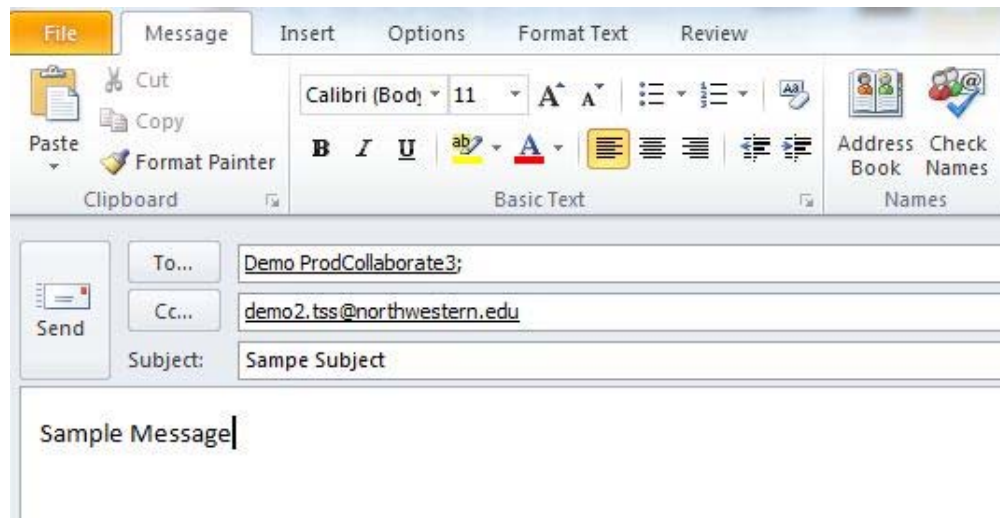 File Message Insert Options Format Text Review
Cut
Calibri (Body 11 A A
Copy
Paste
Format Painter
B I U ab A
Address Book
Check Names
Clipboard Basic Text Names
To... Demo ProdCollaborate3;
Send
Cc... demo2.tss@northwestern.edu
Subject: Sampe Subject
Sample Message